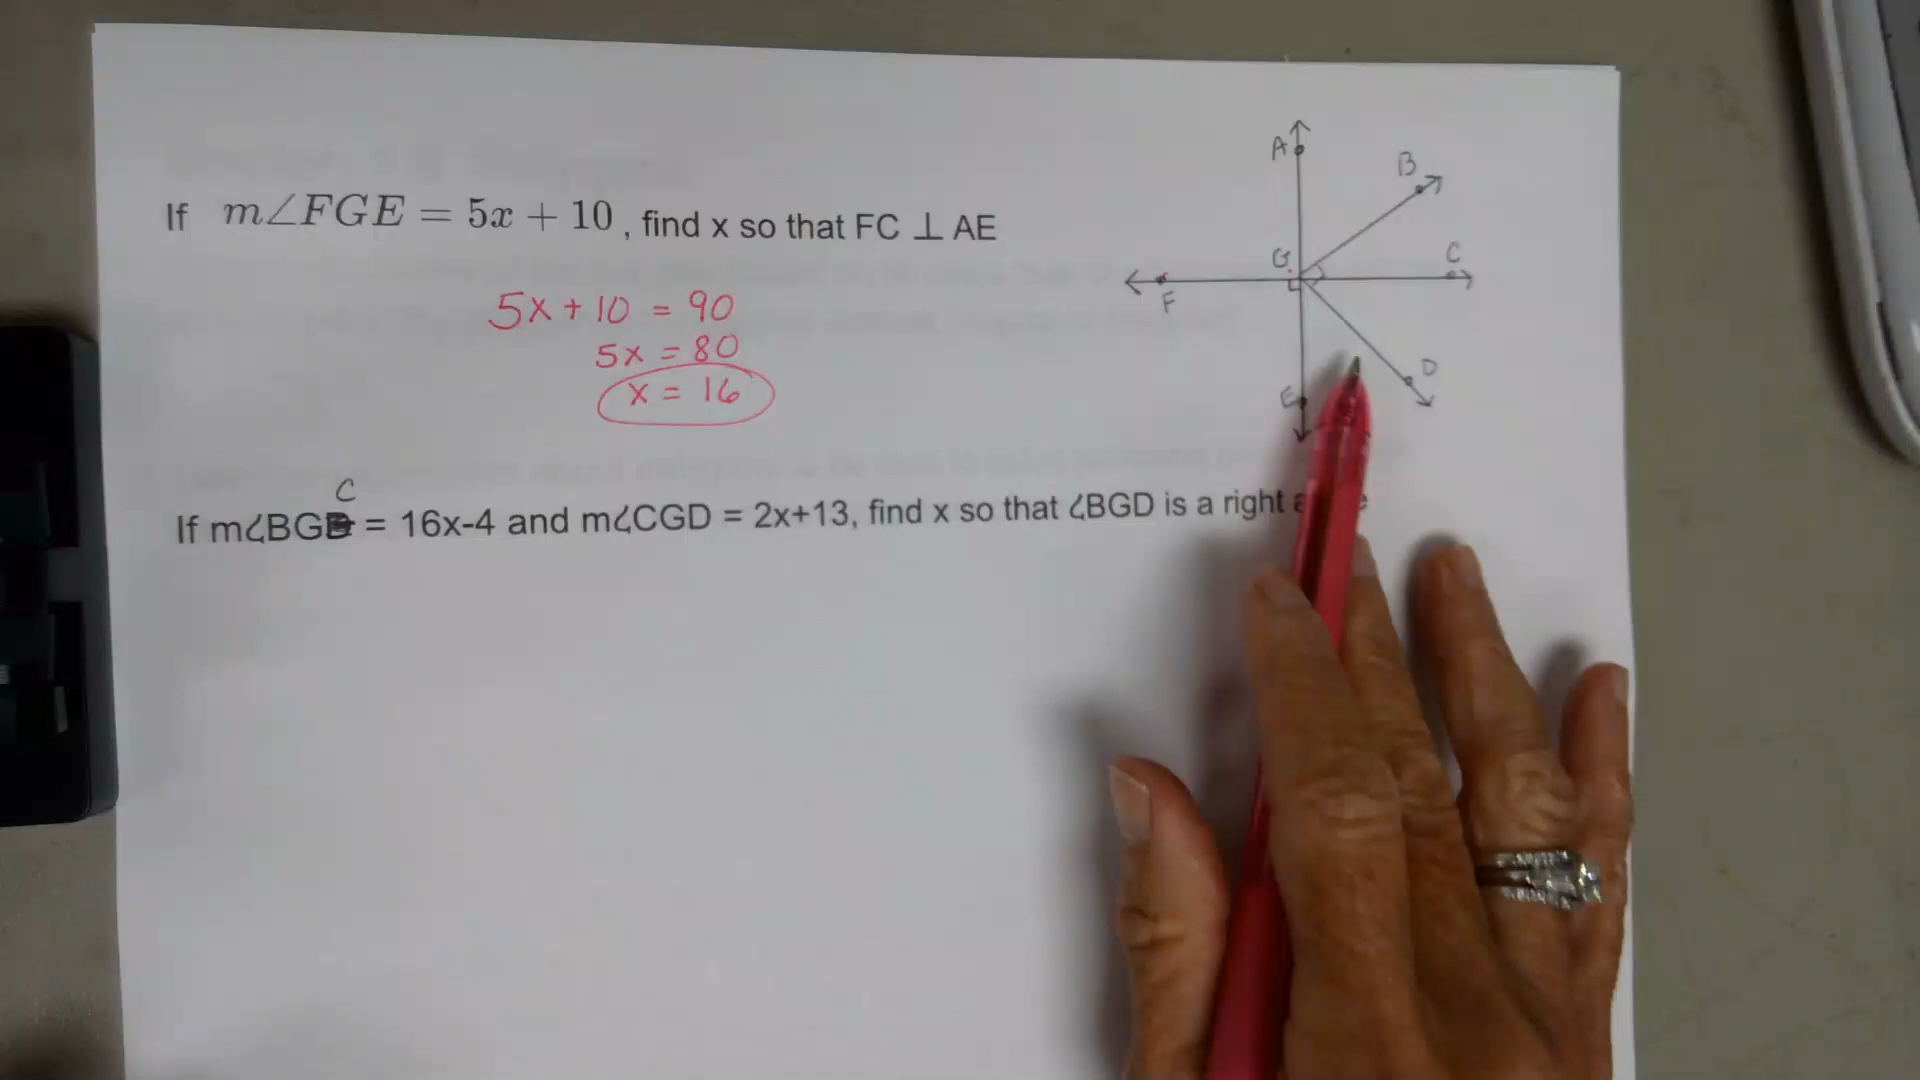 If m∠FGE = 5x + 10, find x so that FC ⊥ AE
5x + 10 = 90
5x = 80
x = 16
A
B
G
C
F
D
E
C
If m∠BG = 16x-4 and m∠CGD = 2x+13, find x so that ∠BGD is a right